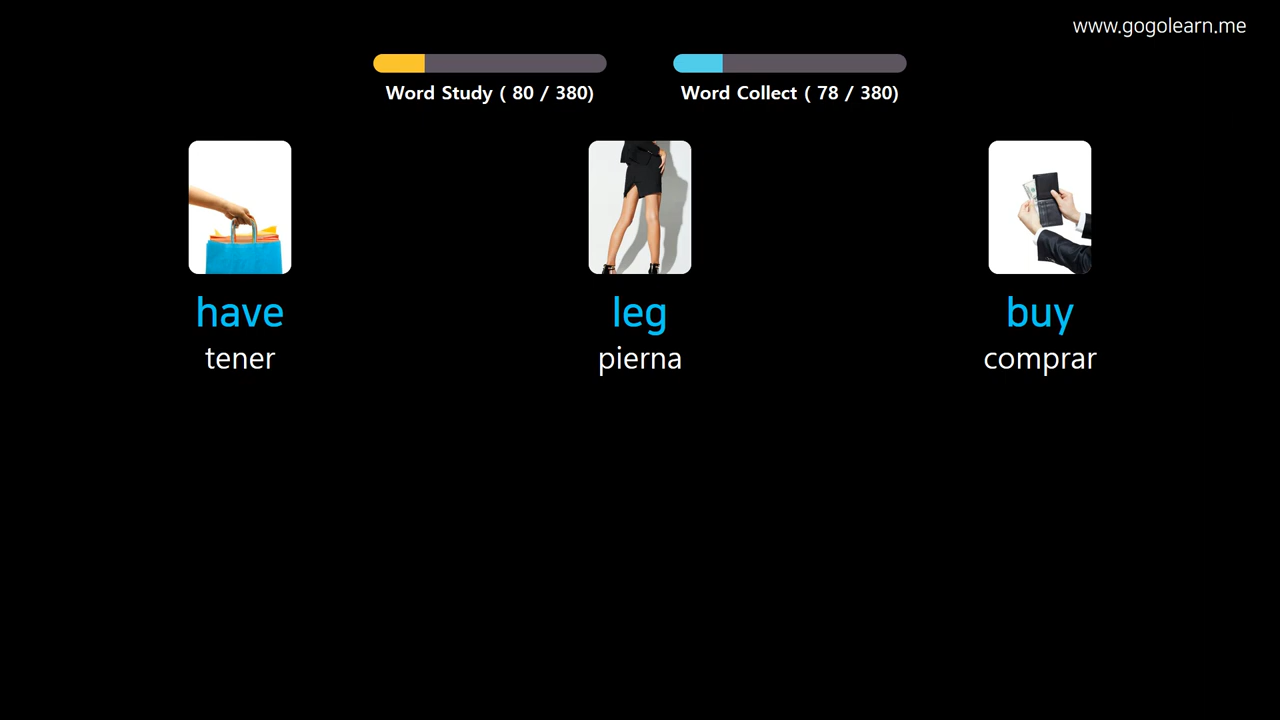 www.gogolearn.me
Word Study ( 80 / 380)
Word Collect ( 78 / 380)
have
leg
buy
tener
pierna
comprar